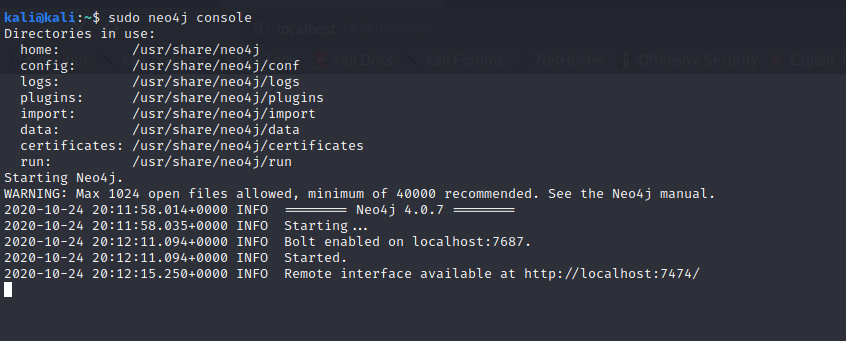 localhost:7474/browser/
Kali Docs Kali Forums NetHunter Offensive Security Exploit-
kali@kali:~$ sudo neo4j console
Directories in use:
  home:         /usr/share/neo4j
  config:       /usr/share/neo4j/conf
  logs:         /usr/share/neo4j/logs
  plugins:      /usr/share/neo4j/plugins
  import:       /usr/share/neo4j/import
  data:         /usr/share/neo4j/data
  certificates: /usr/share/neo4j/certificates
  run:          /usr/share/neo4j/run
Starting Neo4j.
WARNING: Max 1024 open files allowed, minimum of 40000 recommended. See the Neo4j manual.
2020-10-24 20:11:58.014+0000 INFO  ======== Neo4j 4.0.7 ========
2020-10-24 20:11:58.035+0000 INFO  Starting...
2020-10-24 20:12:11.094+0000 INFO  Bolt enabled on localhost:7687.
2020-10-24 20:12:11.094+0000 INFO  Started.
2020-10-24 20:12:15.250+0000 INFO  Remote interface available at http://localhost:7474/